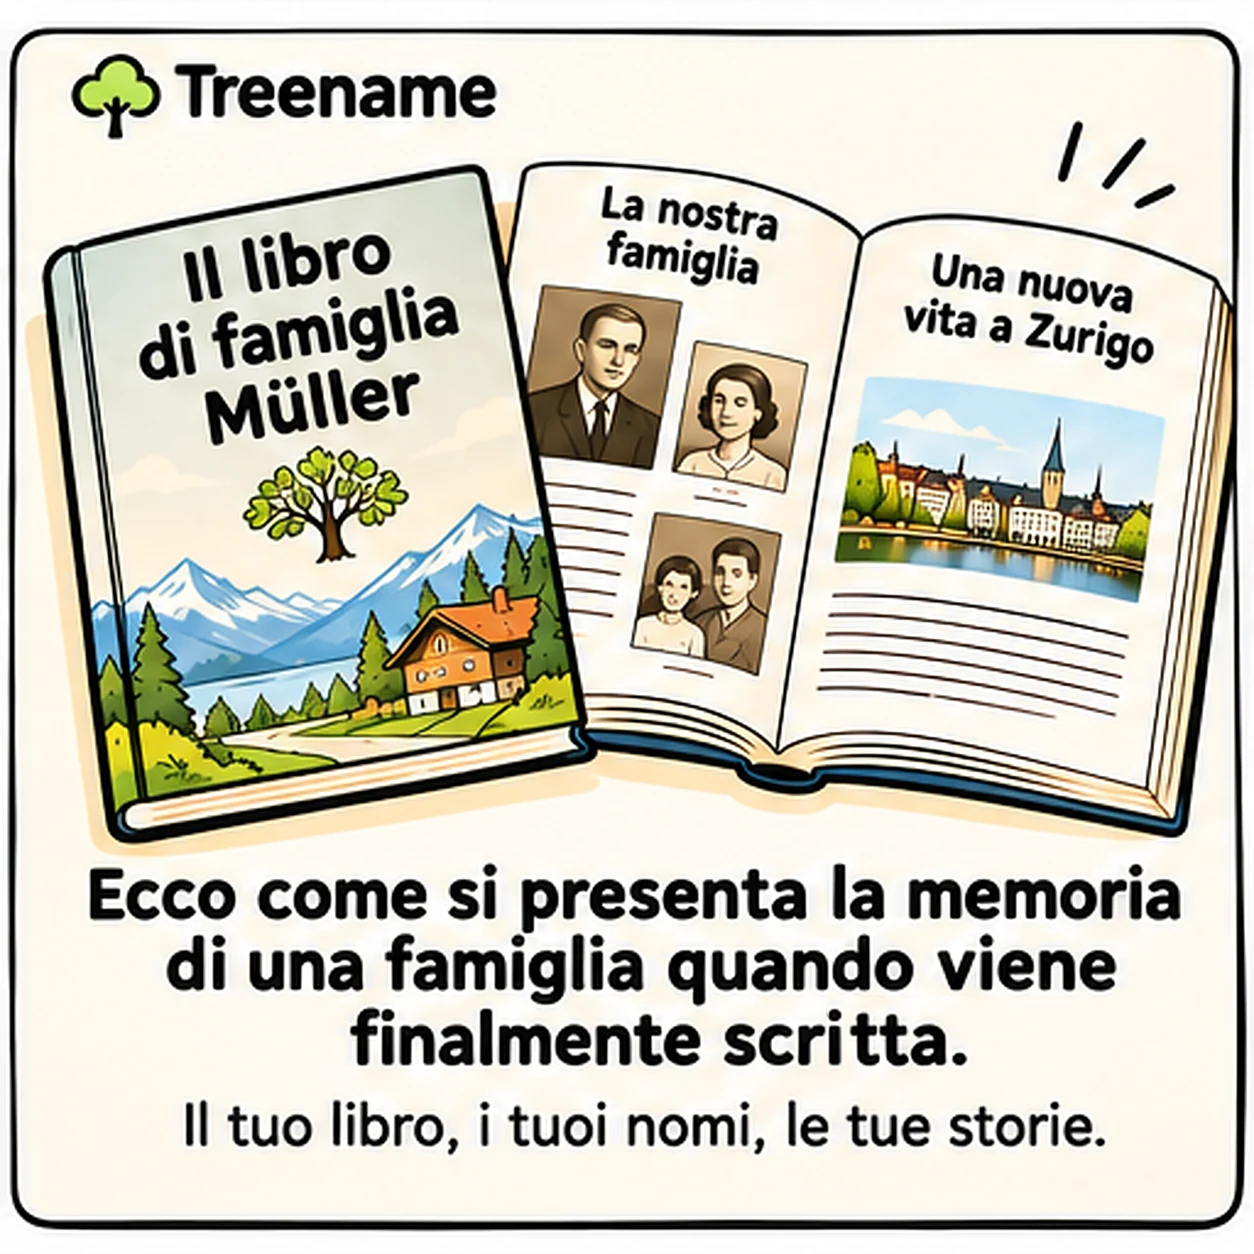 Treename
Il libro
di famiglia
Müller
La nostra
famiglia
Una nuova
vita a Zurigo
Ecco come si presenta la memoria
di una famiglia quando viene
finalmente scritta.
Il tuo libro, i tuoi nomi, le tue storie.